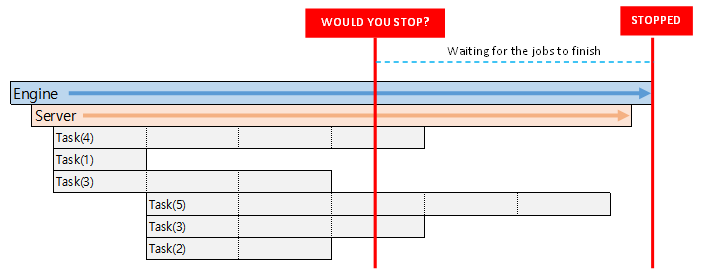 WOULD YOU STOP?
STOPPED
Waiting for the jobs to finish
Engine
Server
Task(4)
Task(1)
Task(3)
Task(5)
Task(3)
Task(2)